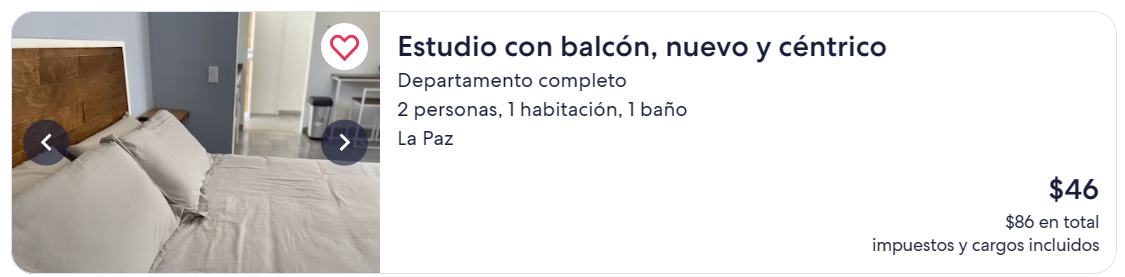 Estudio con balcón, nuevo y céntrico
Departamento completo
2 personas, 1 habitación, 1 baño
La Paz
$46
$86 en total
impuestos y cargos incluidos